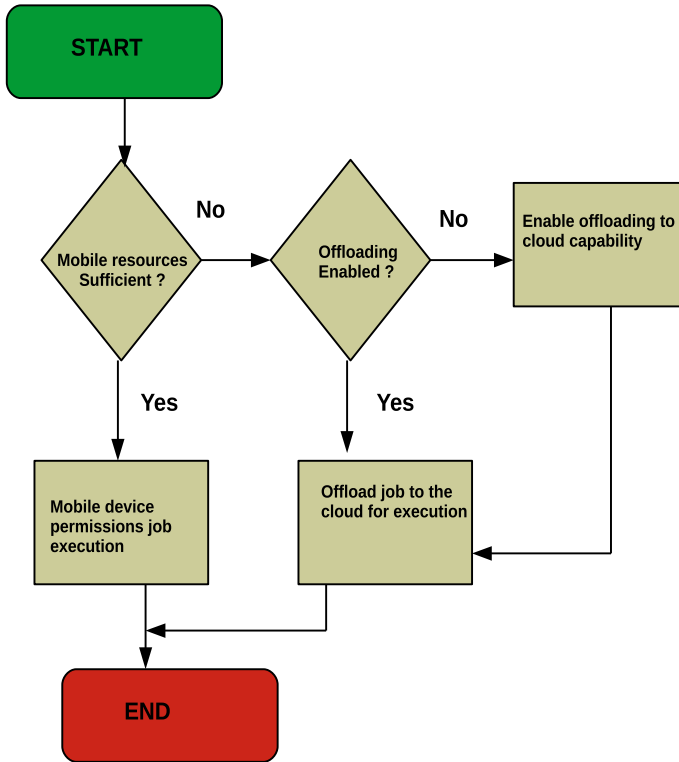 START
No
No
Mobile resources
Sufficient ?
Offloading
Enabled ?
Enable offloading to
cloud capability
Yes
Yes
Mobile device
permissions job
execution
Offload job to the
cloud for execution
END